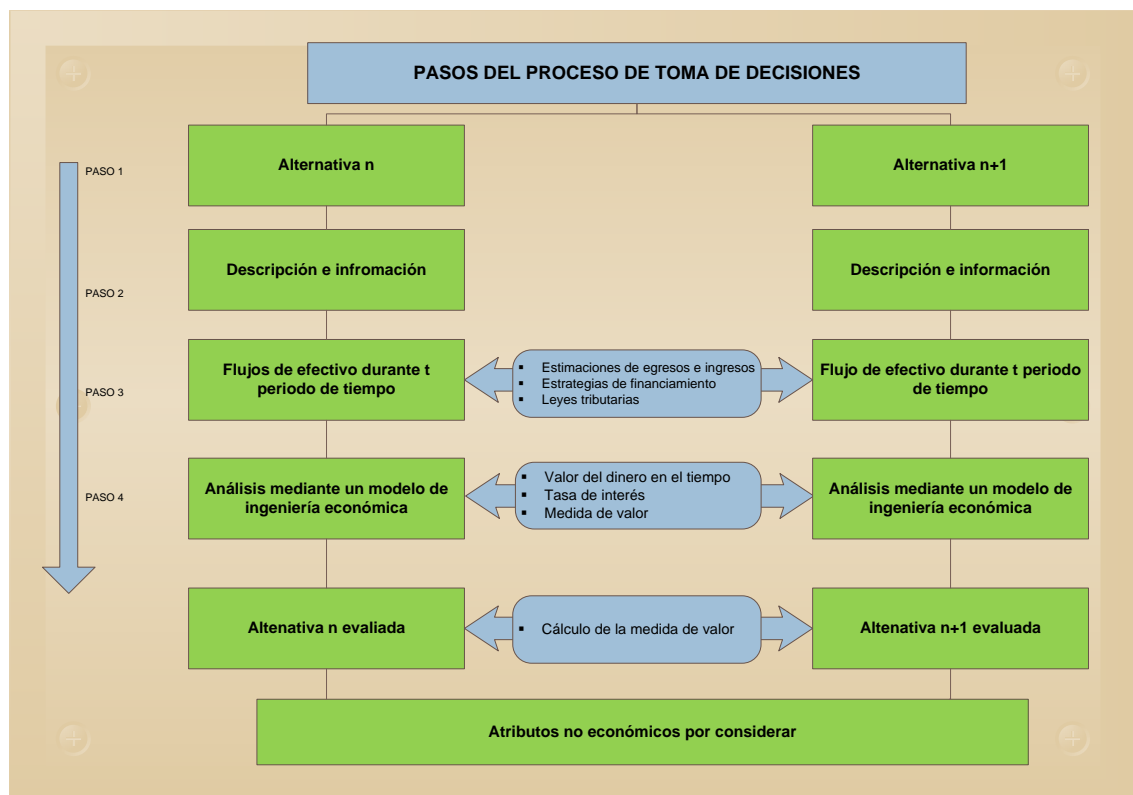 PASOS DEL PROCESO DE TOMA DE DECISIONES
Alternativa n
Alternativa n+1
PASO 1
Descripción e infromación
Descripción e información
PASO 2
Flujos de efectivo durante t
periodo de tiempo
▪ Estimaciones de egresos e ingresos
▪ Estrategias de financiamiento
▪ Leyes tributarias
Flujo de efectivo durante t periodo
de tiempo
PASO 3
Análisis mediante un modelo de
ingeniería económica
▪ Valor del dinero en el tiempo
▪ Tasa de interés
▪ Medida de valor
Análisis mediante un modelo de
ingeniería económica
PASO 4
Altenativa n evaliada
▪ Cálculo de la medida de valor
Altenativa n+1 evaluada
Atributos no económicos por considerar